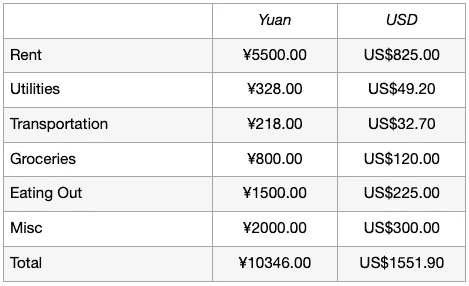 Yuan USD
Rent ¥5500.00 US$825.00
Utilities ¥328.00 US$49.20
Transportation ¥218.00 US$32.70
Groceries ¥800.00 US$120.00
Eating Out ¥1500.00 US$225.00
Misc ¥2000.00 US$300.00
Total ¥10346.00 US$1551.90